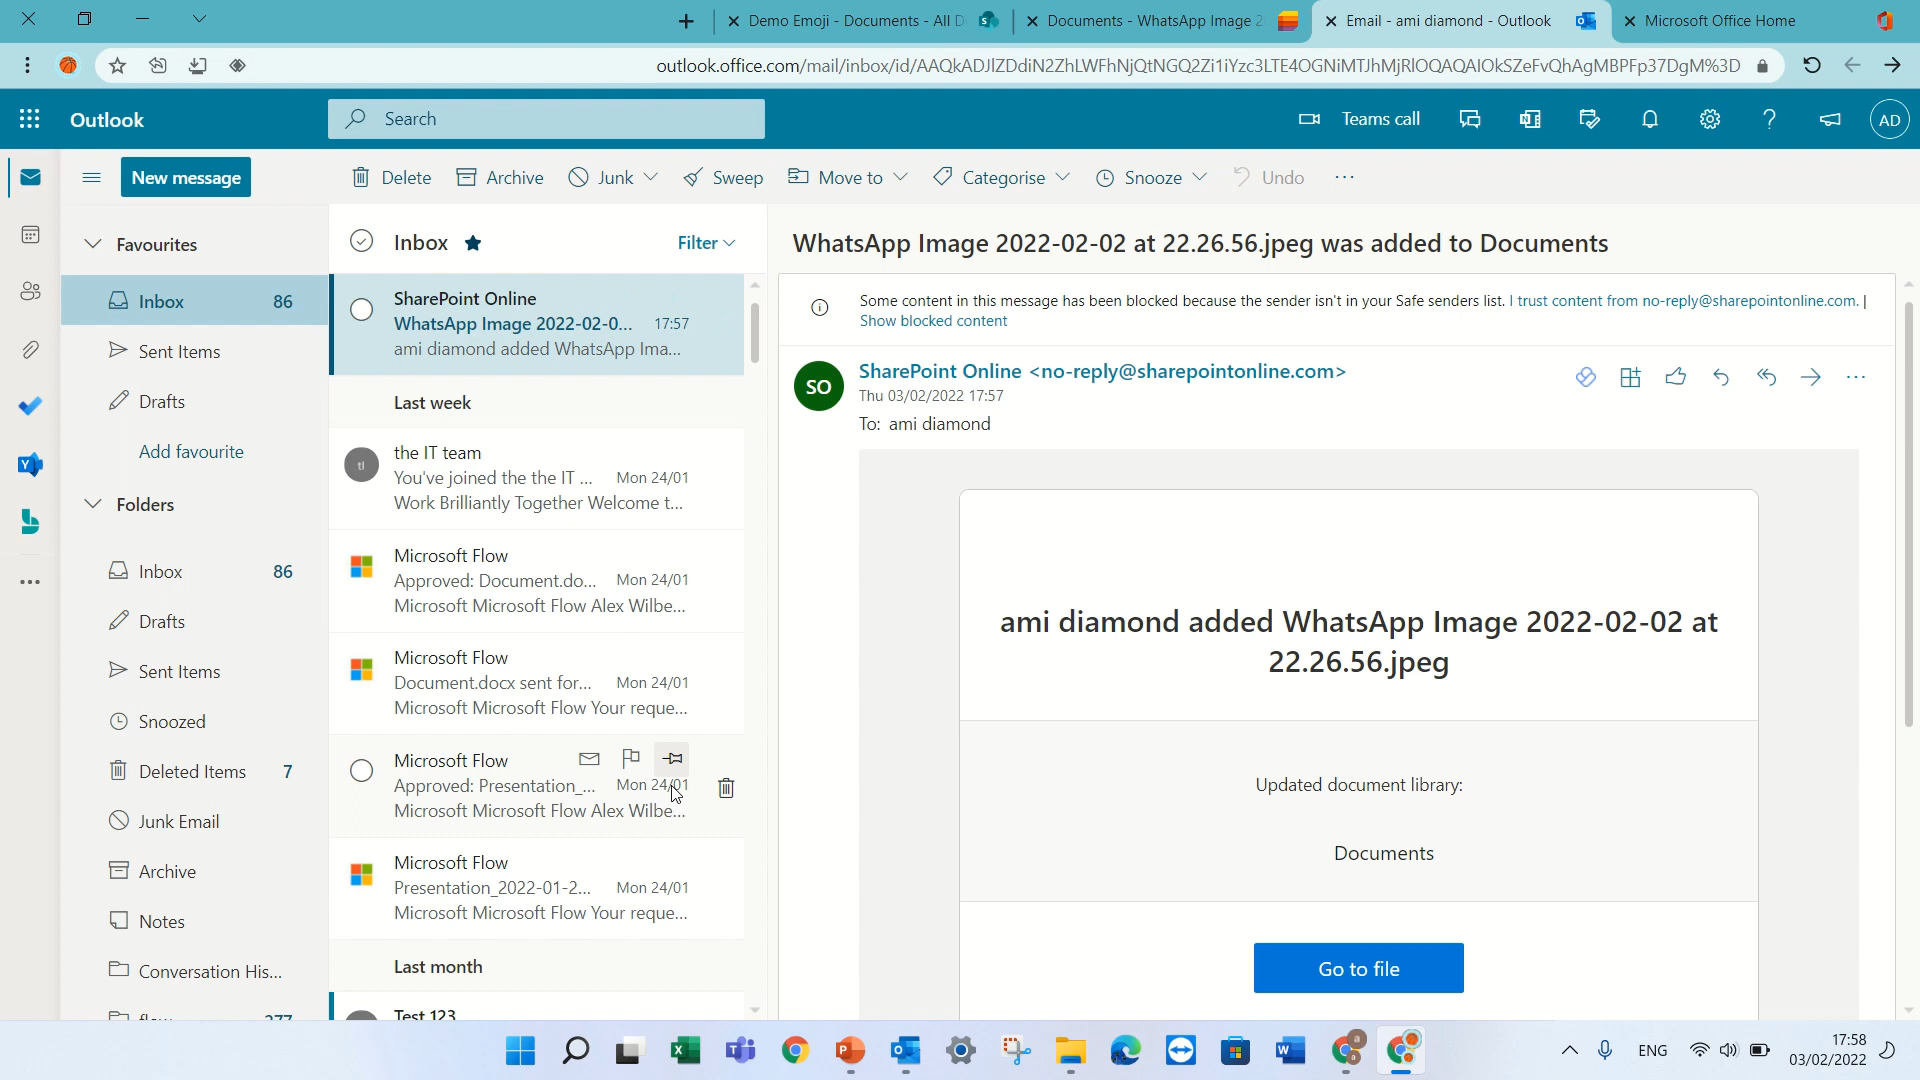 Demo Emoji - Documents - All D
Documents - WhatsApp Image 2
Email - ami diamond - Outlook
Microsoft Office Home
outlook.office.com/mail/inbox/id/AAQkADJlZDdiN2ZhLWFhNjQtNGQ2Zi1iYzc3LTE4OGNiMTJhMjRlOQAQAIOkSZeFvQhAgMBPFp37DgM%3D
Outlook
Search
Teams call
AD
New message
Delete
Archive
Junk
Sweep
Move to
Categorise
Snooze
Undo
Favourites
Inbox 86
Sent Items
Drafts
Add favourite
Folders
Inbox 86
Drafts
Sent Items
Snoozed
Deleted Items 7
Junk Email
Archive
Notes
Conversation His...
Inbox
Filter
SharePoint Online
WhatsApp Image 2022-02-0... 17:57
ami diamond added WhatsApp Ima...
Last week
tI
the IT team
You've joined the the IT ... Mon 24/01
Work Brilliantly Together Welcome t...
Microsoft Flow
Approved: Document.do... Mon 24/01
Microsoft Microsoft Flow Alex Wilbe...
Microsoft Flow
Document.docx sent for... Mon 24/01
Microsoft Microsoft Flow Your reque...
Microsoft Flow
Approved: Presentation_... Mon 24/01
Microsoft Microsoft Flow Alex Wilbe...
Microsoft Flow
Presentation_2022-01-2... Mon 24/01
Microsoft Microsoft Flow Your reque...
Last month
Test 123
WhatsApp Image 2022-02-02 at 22.26.56.jpeg was added to Documents
Some content in this message has been blocked because the sender isn't in your Safe senders list. I trust content from no-reply@sharepointonline.com. |
Show blocked content
SO
SharePoint Online <no-reply@sharepointonline.com>
Thu 03/02/2022 17:57
To: ami diamond
ami diamond added WhatsApp Image 2022-02-02 at
22.26.56.jpeg
Updated document library:
Documents
Go to file
ENG
17:58
03/02/2022